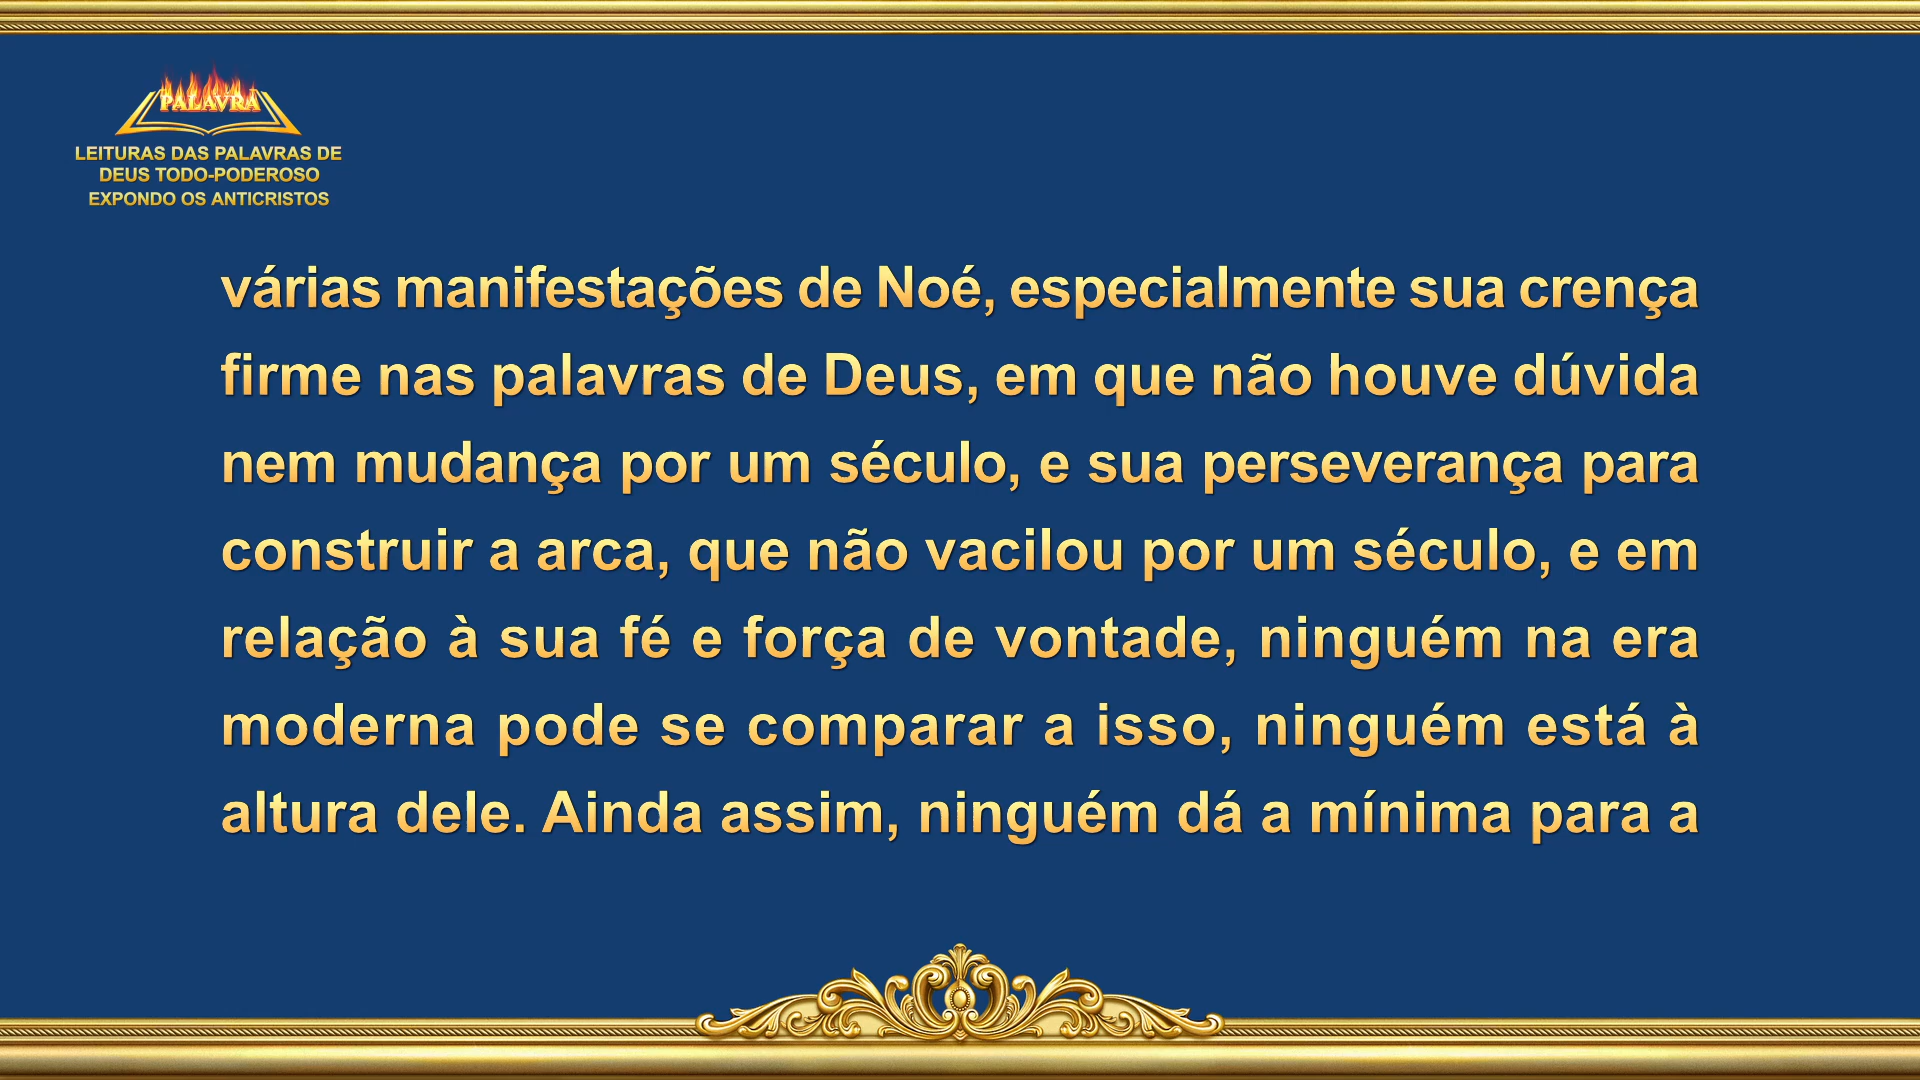 PALAVRA
LEITURAS DAS PALAVRAS DE
DEUS TODO-PODEROSO
EXPONDO OS ANTICRISTOS
várias manifestações de Noé, especialmente sua crença
firme nas palavras de Deus, em que não houve dúvida
nem mudança por um século, e sua perseverança para
construir a arca, que não vacilou por um século, e em
relação à sua fé e força de vontade, ninguém na era
moderna pode se comparar a isso, ninguém está à
altura dele. Ainda assim, ninguém dá a mínima para a